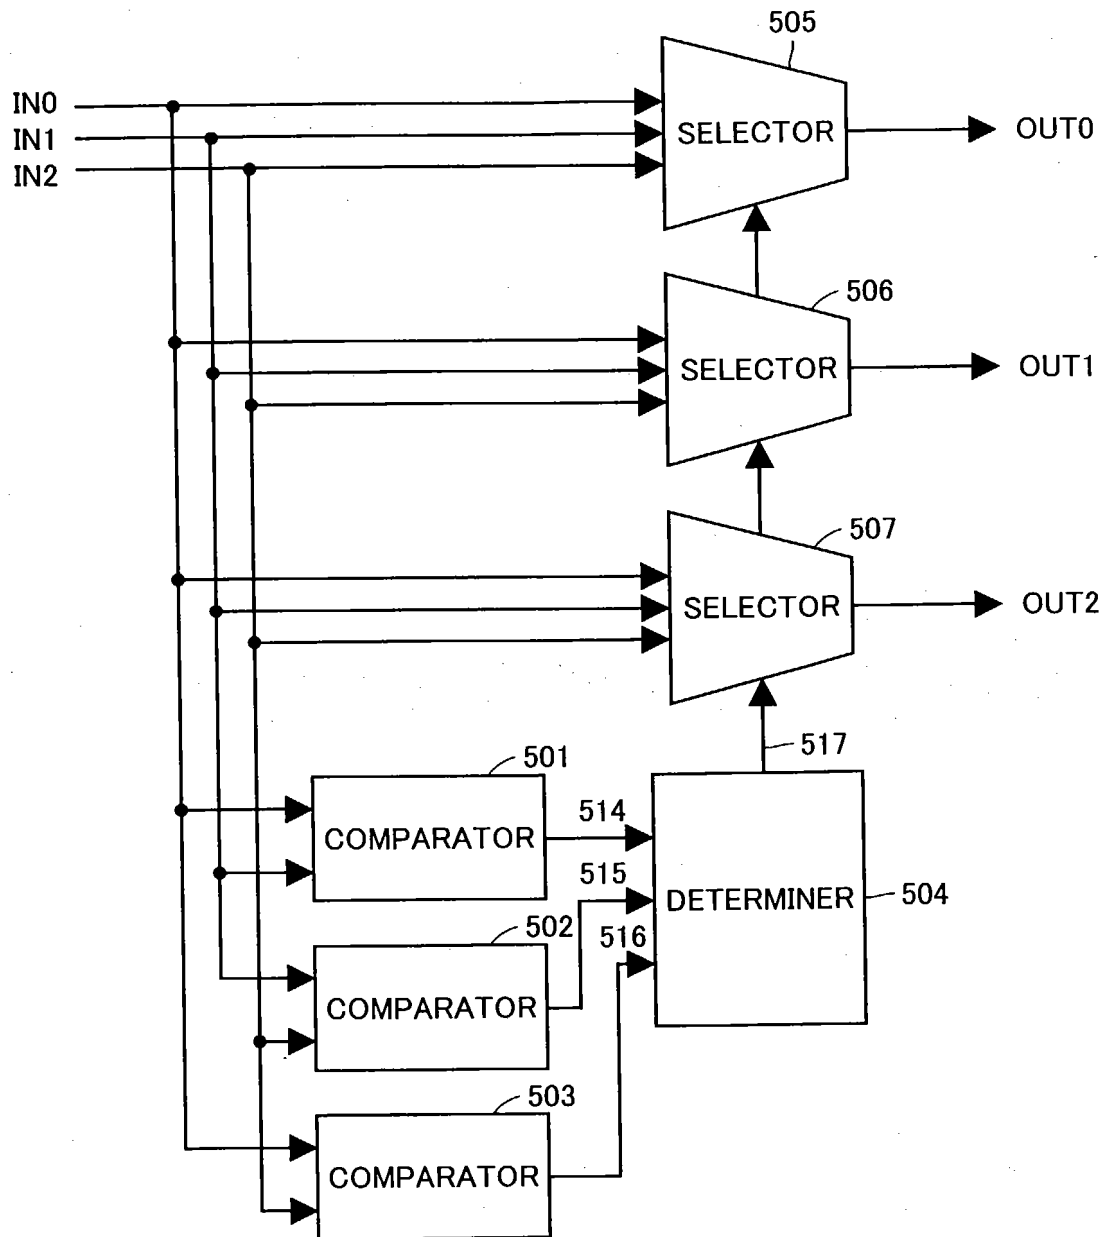 505
IN0
IN1
IN2
SELECTOR
OUT0
506
SELECTOR
OUT1
507
SELECTOR
OUT2
517
501
COMPARATOR
514
515
DETERMINER
504
502
516
COMPARATOR
503
COMPARATOR